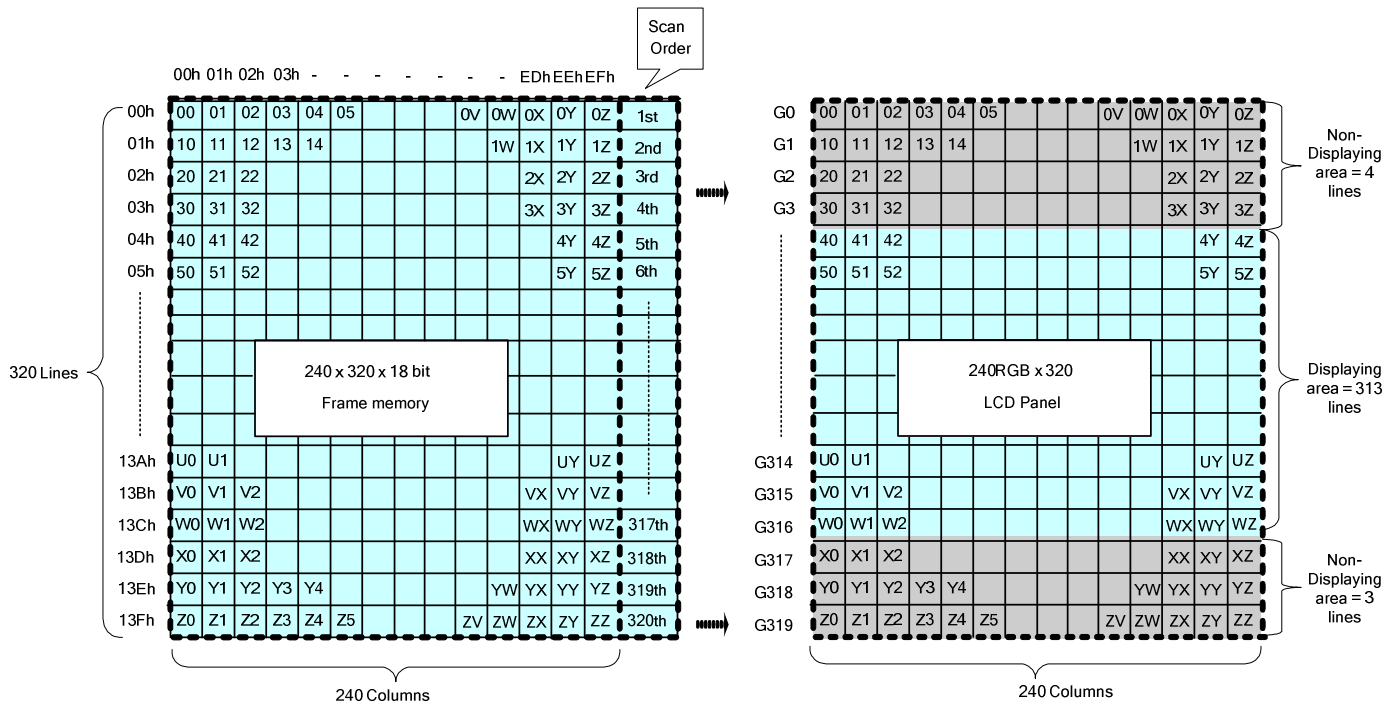 Scan
Order
00h 01h 02h 03h - - - - - - - EDh EEh EFh
00h 00 01 02 03 04 05 0V 0W 0X 0Y 0Z 1st
01h 10 11 12 13 14 1W 1X 1Y 1Z 2nd
02h 20 21 22 2X 2Y 2Z 3rd
03h 30 31 32 3X 3Y 3Z 4th
04h 40 41 42 4Y 4Z 5th
05h 50 51 52 5Y 5Z 6th
320 Lines
240 x 320 x 18 bit
Frame memory
13Ah U0 U1 UY UZ
13Bh V0 V1 V2 VX VY VZ
13Ch W0 W1 W2 WX WY WZ 317th
13Dh X0 X1 X2 XX XY XZ 318th
13Eh Y0 Y1 Y2 Y3 Y4 YW YX YY YZ 319th
13Fh Z0 Z1 Z2 Z3 Z4 Z5 ZV ZW ZX ZY ZZ 320th
240 Columns
G0 00 01 02 03 04 05 0V 0W 0X 0Y 0Z
G1 10 11 12 13 14 1W 1X 1Y 1Z
G2 20 21 22 2X 2Y 2Z
G3 30 31 32 3X 3Y 3Z
40 41 42 4Y 4Z
50 51 52 5Y 5Z
Non-
Displaying
area = 4
lines
240RGB x 320
LCD Panel
Displaying
area = 313
lines
G314 U0 U1 UY UZ
G315 V0 V1 V2 VX VY VZ
G316 W0 W1 W2 WX WY WZ
G317 X0 X1 X2 XX XY XZ
G318 Y0 Y1 Y2 Y3 Y4 YW YX YY YZ
G319 Z0 Z1 Z2 Z3 Z4 Z5 ZV ZW ZX ZY ZZ
Non-
Displaying
area = 3
lines
240 Columns